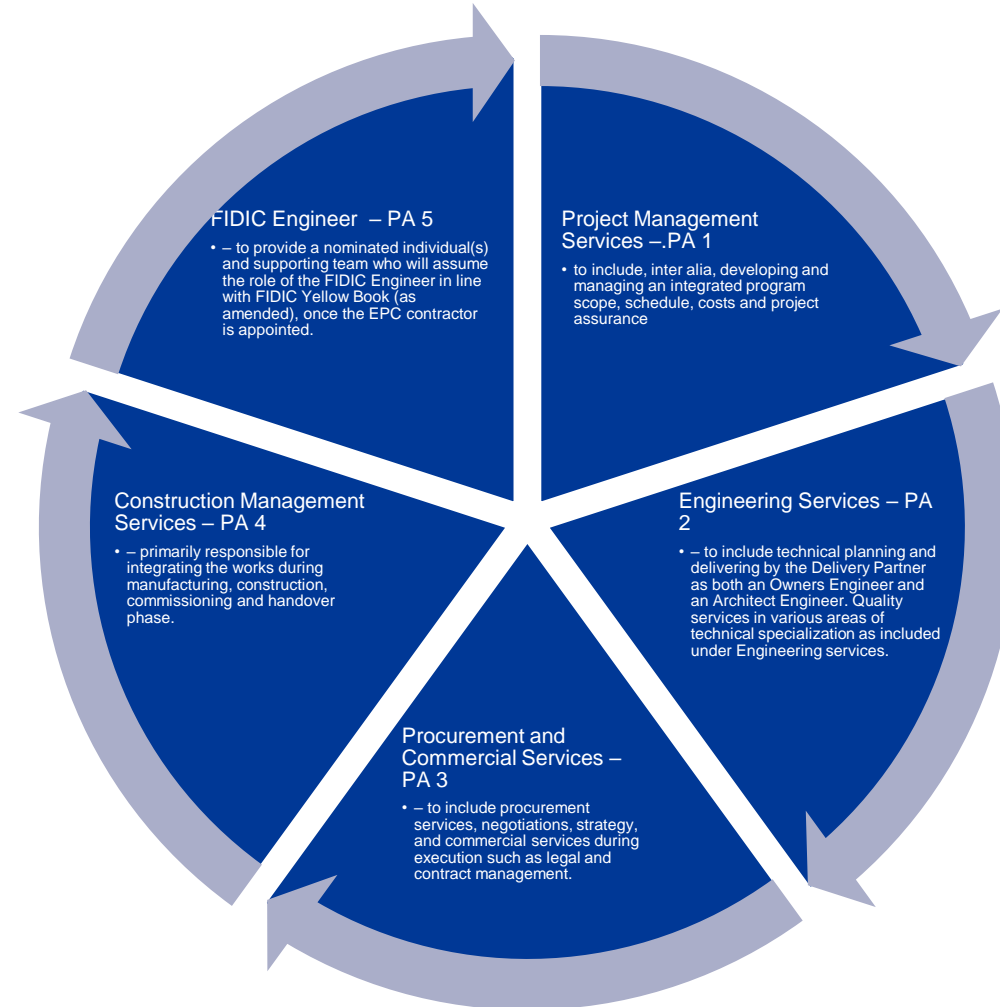 FIDIC Engineer  – PA 5
• – to provide a nominated individual(s)
and supporting team who will assume
the role of the FIDIC Engineer in line
with FIDIC Yellow Book (as
amended), once the EPC contractor
is appointed.
Project Management
Services –.PA 1
• to include, inter alia, developing and
managing an integrated program
scope, schedule, costs and project
assurance
Construction Management
Services – PA 4
• – primarily responsible for
integrating the works during
manufacturing, construction,
commissioning and handover
phase.
Engineering Services – PA
2
• – to include technical planning and
delivering by the Delivery Partner
as both an Owners Engineer and
an Architect Engineer. Quality
services in various areas of
technical specialization as included
under Engineering services.
Procurement and
Commercial Services –
PA 3
• – to include procurement
services, negotiations, strategy,
and commercial services during
execution such as legal and
contract management.